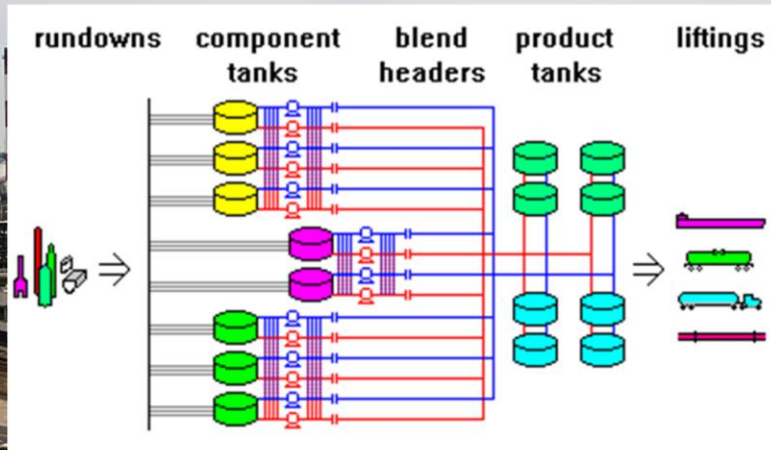 rundowns
component
tanks
blend
headers
product
tanks
liftings